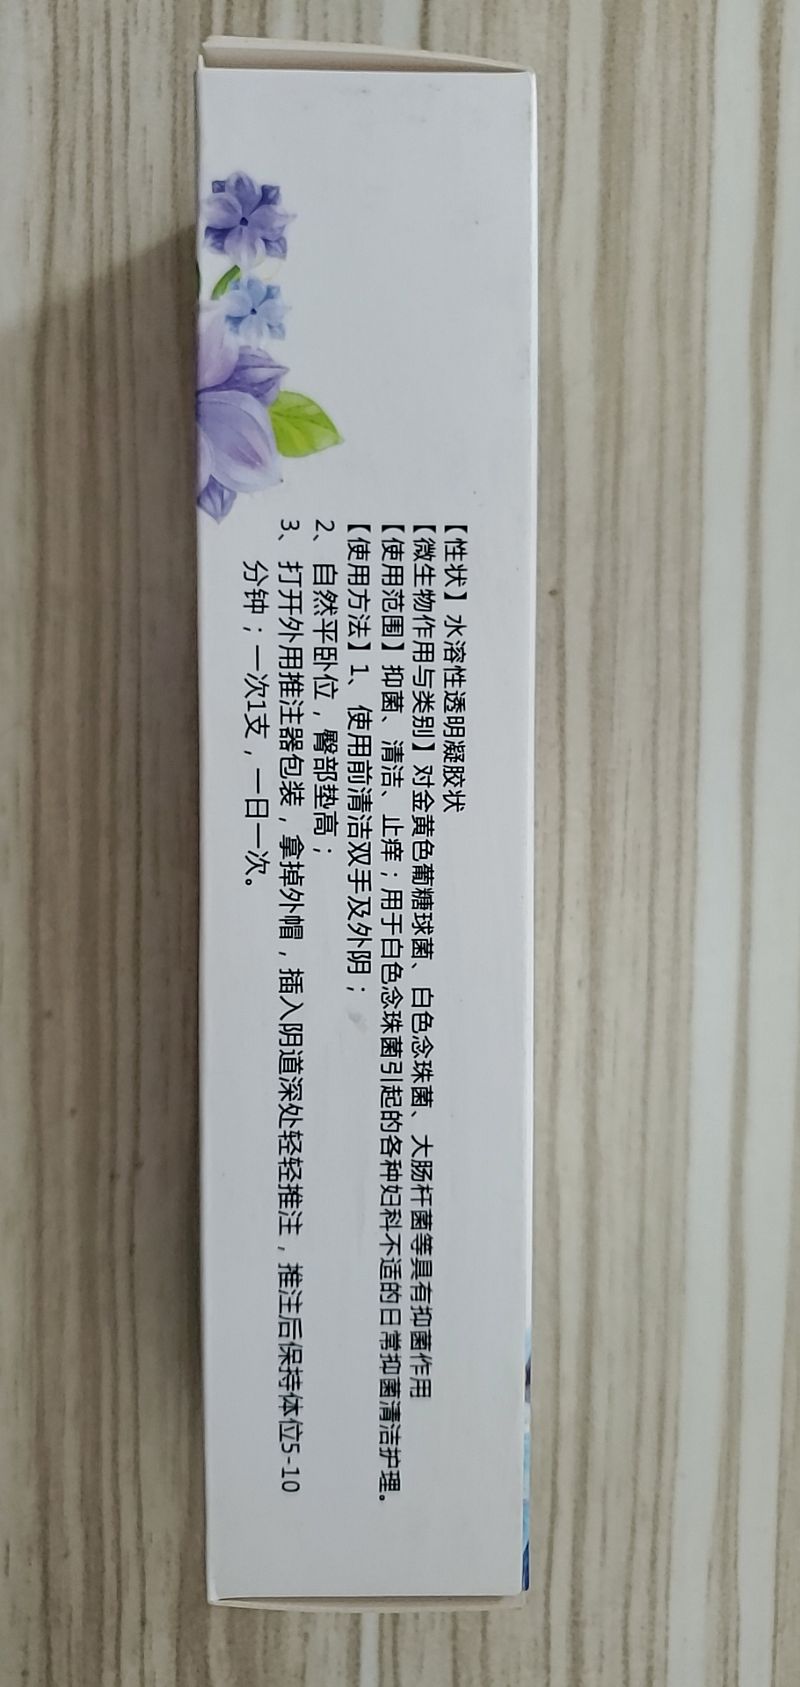 【性状】水溶性透明凝胶状
【微生物作用与类别】对金黄色葡糖球菌、白色念珠菌、大肠杆菌等具有抑菌作用
【使用范围】抑菌、清洁、止痒；用于白色念珠菌引起的各种妇科不适的日常抑菌清洁护理。
【使用方法】1、使用前清洁双手及外阴；
2、自然平卧位，臀部垫高；
3、打开外用推注器包装，拿掉外帽，插入阴道深处轻轻推注，推注后保持体位5-10
分钟；一次1支，一日一次。